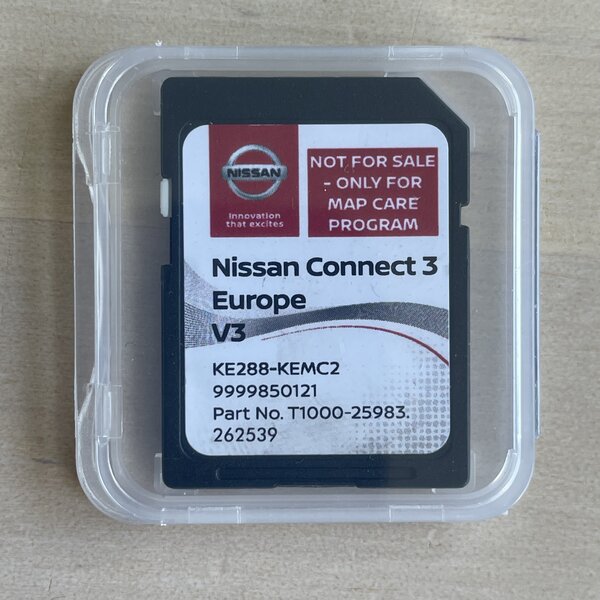 NISSAN
Innovation
that excites
NOT FOR SALE
- ONLY FOR
MAP CARE
PROGRAM
Nissan Connect 3
Europe
V3
KE288-KEMC2
9999850121
Part No. T1000-25983.
262539